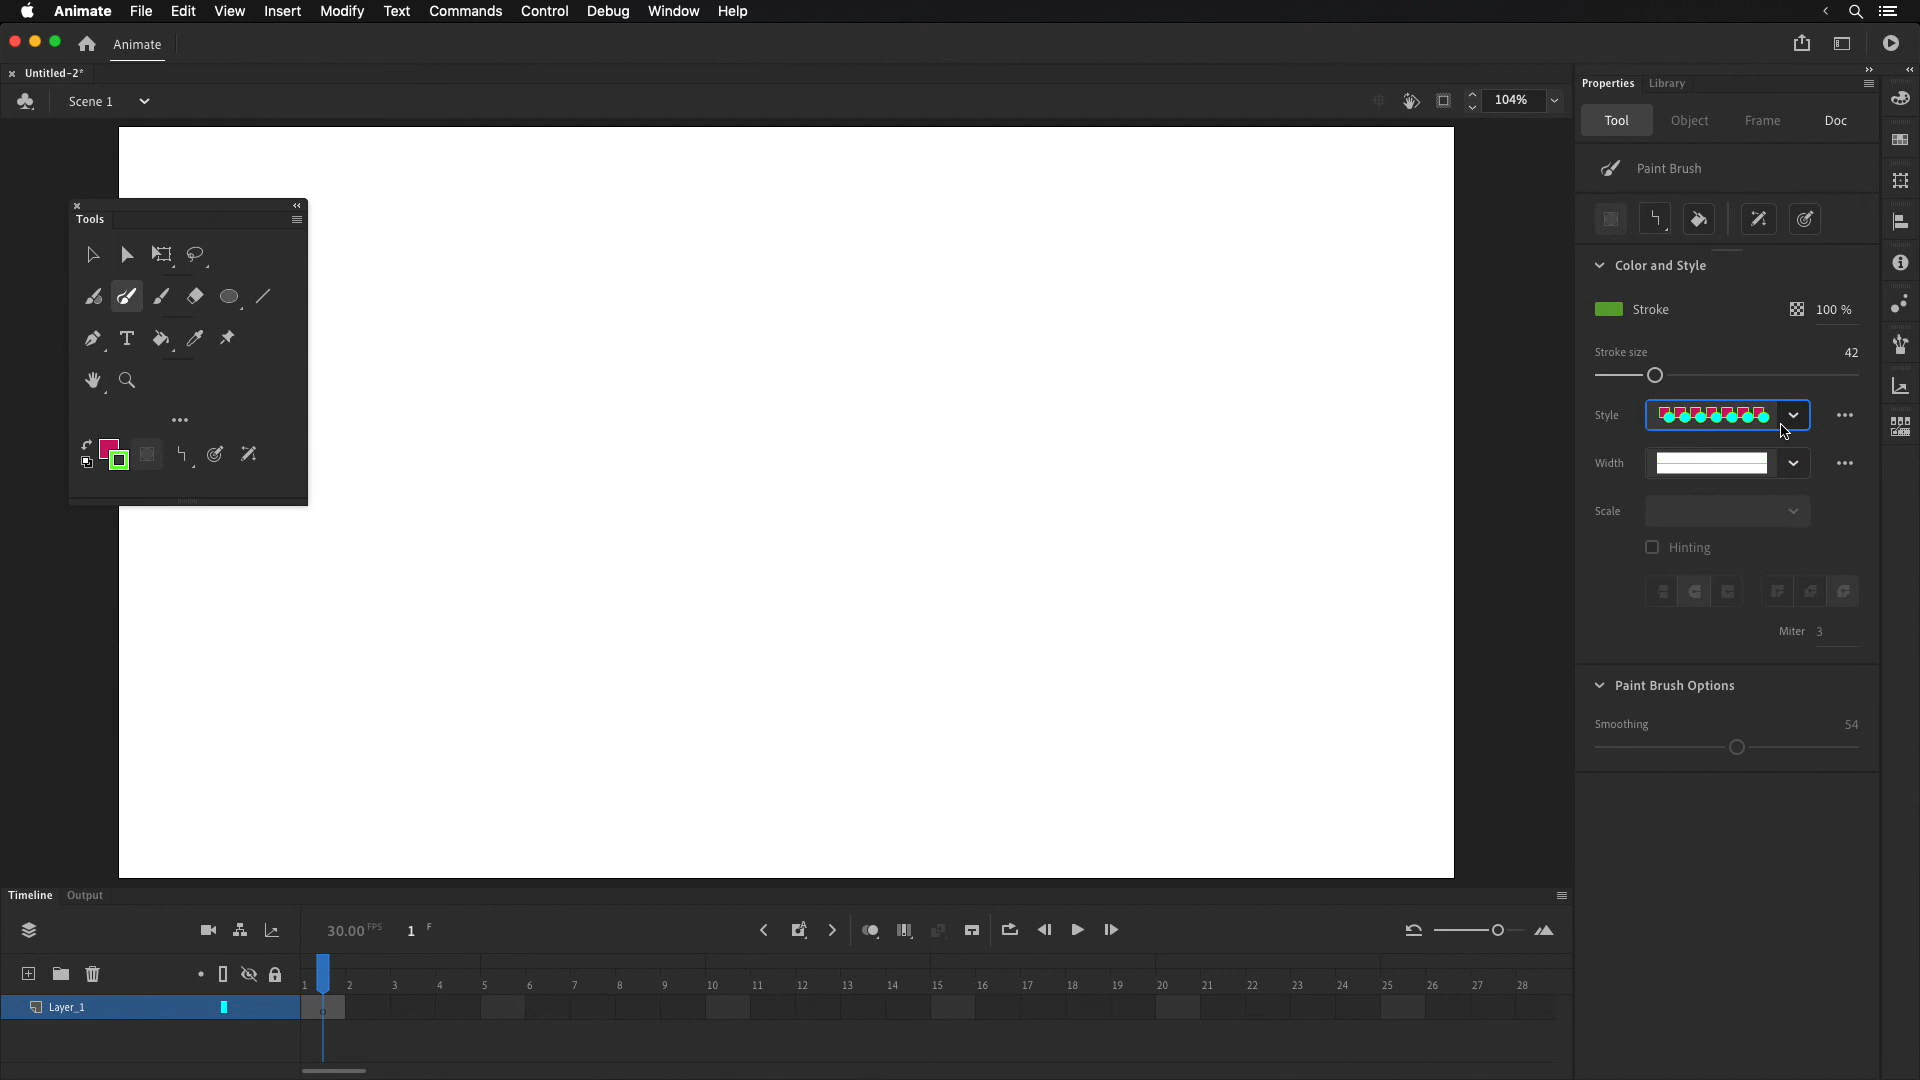 Animate File Edit View Insert Modify Text Commands Control Debug Window Help
Animate
Untitled-2*
Scene 1
104%
Properties Library
Tool Object Frame Doc
Paint Brush
Color and Style
Stroke 100 %
Stroke size 42
Style
Width
Scale
Hinting
Miter 3
Paint Brush Options
Smoothing 54
Tools
T
Timeline Output
30.00 FPS 1 F
1 2 3 4 5 6 7 8 9 10 11 12 13 14 15 16 17 18 19 20 21 22 23 24 25 26 27 28
Layer_1